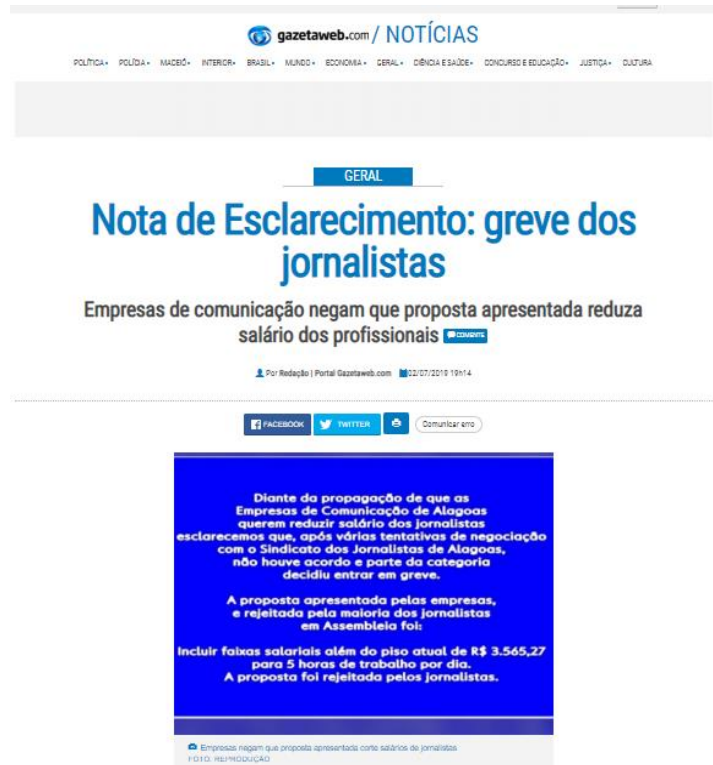 gazetaweb.com / NOTÍCIAS
POLÍTICA POLÍCIA MACEIÓ INTERIOR BRASIL MUNDO ECONOMIA GERAL CIÊNCIA E SAÚDE CONCURSO E EDUCAÇÃO JUSTIÇA CULTURA
GERAL
Nota de Esclarecimento: greve dos
jornalistas
Empresas de comunicação negam que proposta apresentada reduza
salário dos profissionais COMENTE
Por Redação | Portal Gazetaweb.com 02/07/2019 19h14
FACEBOOK TWITTER Comunicar erro
Diante da propagação de que as
Empresas de Comunicação de Alagoas
querem reduzir salário dos jornalistas
esclarecemos que, após várias tentativas de negociação
com o Sindicato dos Jornalistas de Alagoas,
não houve acordo e parte da categoria
decidiu entrar em greve.
A proposta apresentada pelas empresas,
e rejeitada pela maioria dos jornalistas
em Assembleia foi:
Incluir faixas salariais além do piso atual de R$ 3.565,27
para 5 horas de trabalho por dia.
A proposta foi rejeitada pelos jornalistas.
Empresas negam que proposta apresentada corte salários de jornalistas
FOTO: REPRODUÇÃO